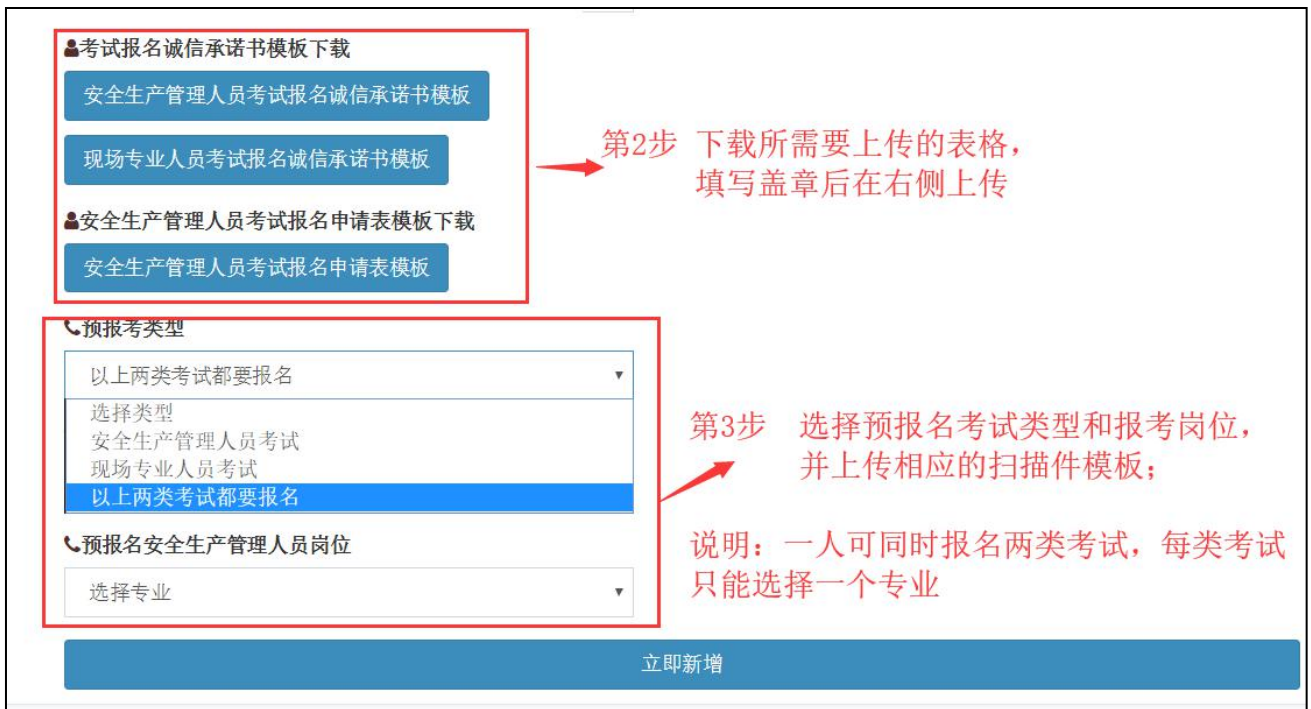 考试报名诚信承诺书模板下载
安全生产管理人员考试报名诚信承诺书模板
现场专业人员考试报名诚信承诺书模板
第2步 下载所需要上传的表格，
填写盖章后在右侧上传
安全生产管理人员考试报名申请表模板下载
安全生产管理人员考试报名申请表模板
预报考类型
以上两类考试都要报名
选择类型
安全生产管理人员考试
现场专业人员考试
以上两类考试都要报名
第3步 选择预报名考试类型和报考岗位，
并上传相应的扫描件模板；
预报名安全生产管理人员岗位
选择专业
说明：一人可同时报名两类考试，每类考试
只能选择一个专业
立即新增